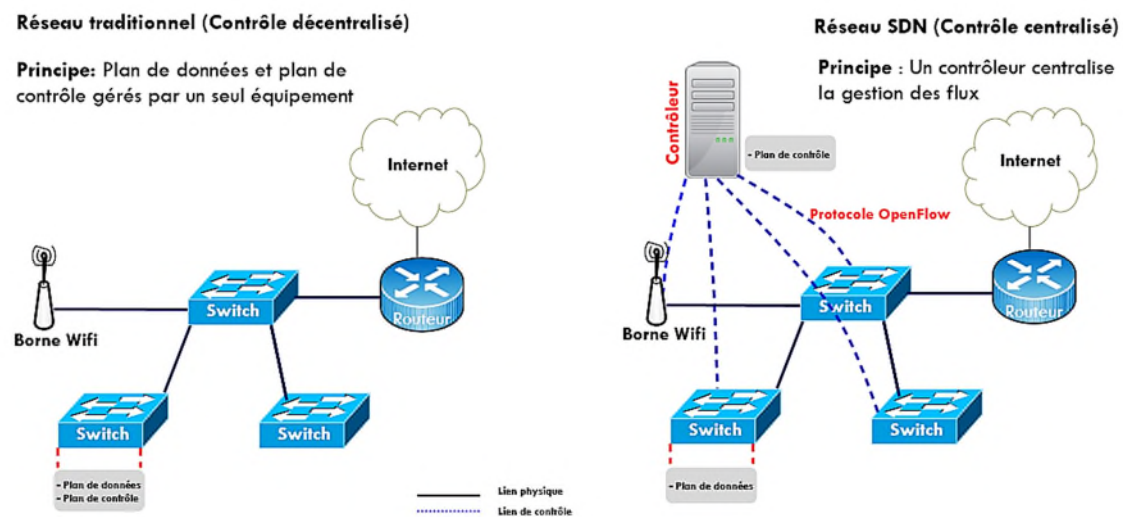 Réseau traditionnel (Contrôle décentralisé)
Principe: Plan de données et plan de
contrôle gérés par un seul équipement
Internet
Switch
Routeur
Borne Wifi
Switch
Switch
- Plan de données
- Plan de contrôle
Lien physique
Lien de contrôle
Réseau SDN (Contrôle centralisé)
Principe : Un contrôleur centralise
la gestion des flux
Contrôleur
- Plan de contrôle
Internet
Protocole OpenFlow
Switch
Routeur
Borne Wifi
Switch
Switch
- Plan de données